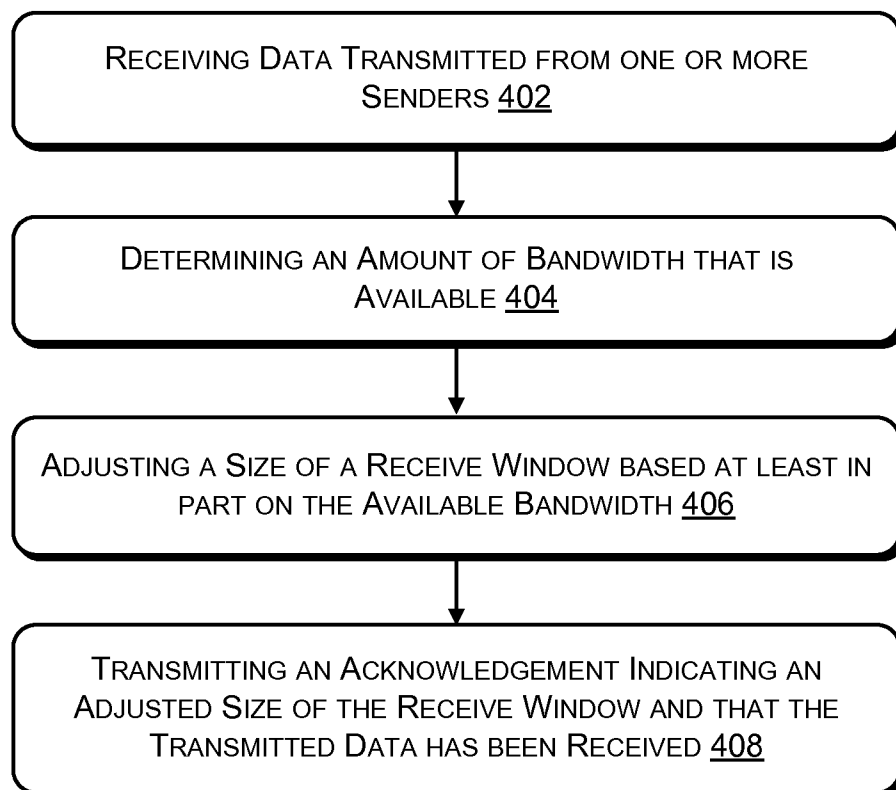 RECEIVING DATA TRANSMITTED FROM ONE OR MORE
SENDERS 402
DETERMINING AN AMOUNT OF BANDWIDTH THAT IS
AVAILABLE 404
ADJUSTING A SIZE OF A RECEIVE WINDOW BASED AT LEAST IN
PART ON THE AVAILABLE BANDWIDTH 406
TRANSMITTING AN ACKNOWLEDGEMENT INDICATING AN
ADJUSTED SIZE OF THE RECEIVE WINDOW AND THAT THE
TRANSMITTED DATA HAS BEEN RECEIVED 408